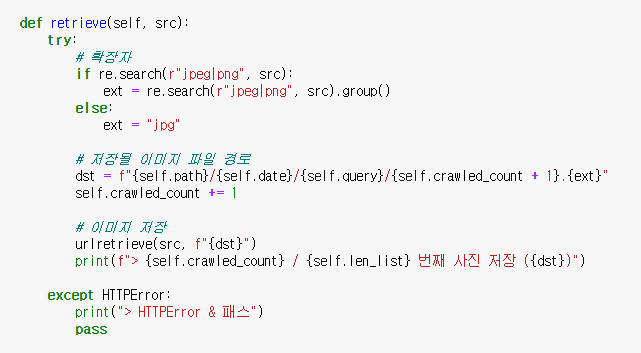 def retrieve(self, src):
    try:
        # 확장자
        if re.search(r"jpeg|png", src):
            ext = re.search(r"jpeg|png", src).group()
        else:
            ext = "jpg"

        # 저장될 이미지 파일 경로
        dst = f"{self.path}/{self.date}/{self.query}/{self.crawled_count + 1}.{ext}"
        self.crawled_count += 1

        # 이미지 저장
        urlretrieve(src, f"{dst}")
        print(f"> {self.crawled_count} / {self.len_list} 번째 사진 저장 ({dst})")

    except HTTPError:
        print("> HTTPError & 패스")
        pass